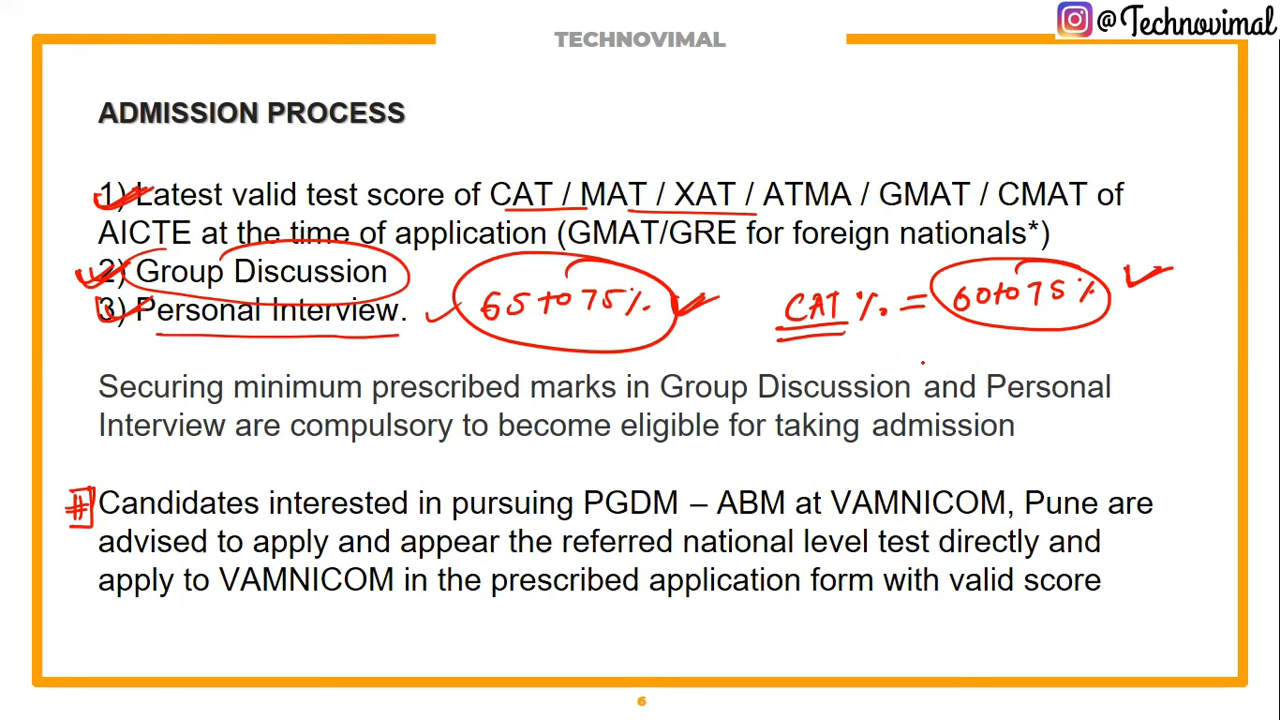 @Technovimal
TECHNOVIMAL
ADMISSION PROCESS
1) Latest valid test score of CAT / MAT / XAT / ATMA / GMAT / CMAT of
AICTE at the time of application (GMAT/GRE for foreign nationals*)
2) Group Discussion
3) Personal Interview.
65 to 75%
CAT % = 60 to 75 %
Securing minimum prescribed marks in Group Discussion and Personal
Interview are compulsory to become eligible for taking admission
# Candidates interested in pursuing PGDM – ABM at VAMNICOM, Pune are
advised to apply and appear the referred national level test directly and
apply to VAMNICOM in the prescribed application form with valid score
6